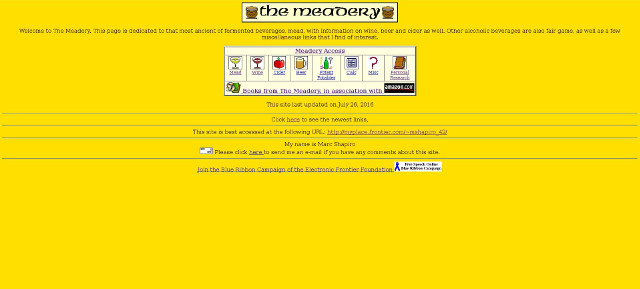 the meadery
Welcome to The Meadery. This page is dedicated to that most ancient of fermented beverages, mead, with information on wine, beer and cider as well. Other alcoholic beverages are also fair game, as well as a few
miscellaneous links that I find of interest.
Meadery Access
Mead Wine Cider Beer Potent Potables Calc Misc Personal Research
Books from The Meadery, in association with amazon.com
This site last updated on July 26, 2016
Click here to see the newest links.
This site is best accessed at the following URL:
My name is Marc Shapiro
Please click here to send me an e-mail if you have any comments about this site.
Join the Blue Ribbon Campaign of the Electronic Frontier Foundation Free Speech Online Blue Ribbon Campaign